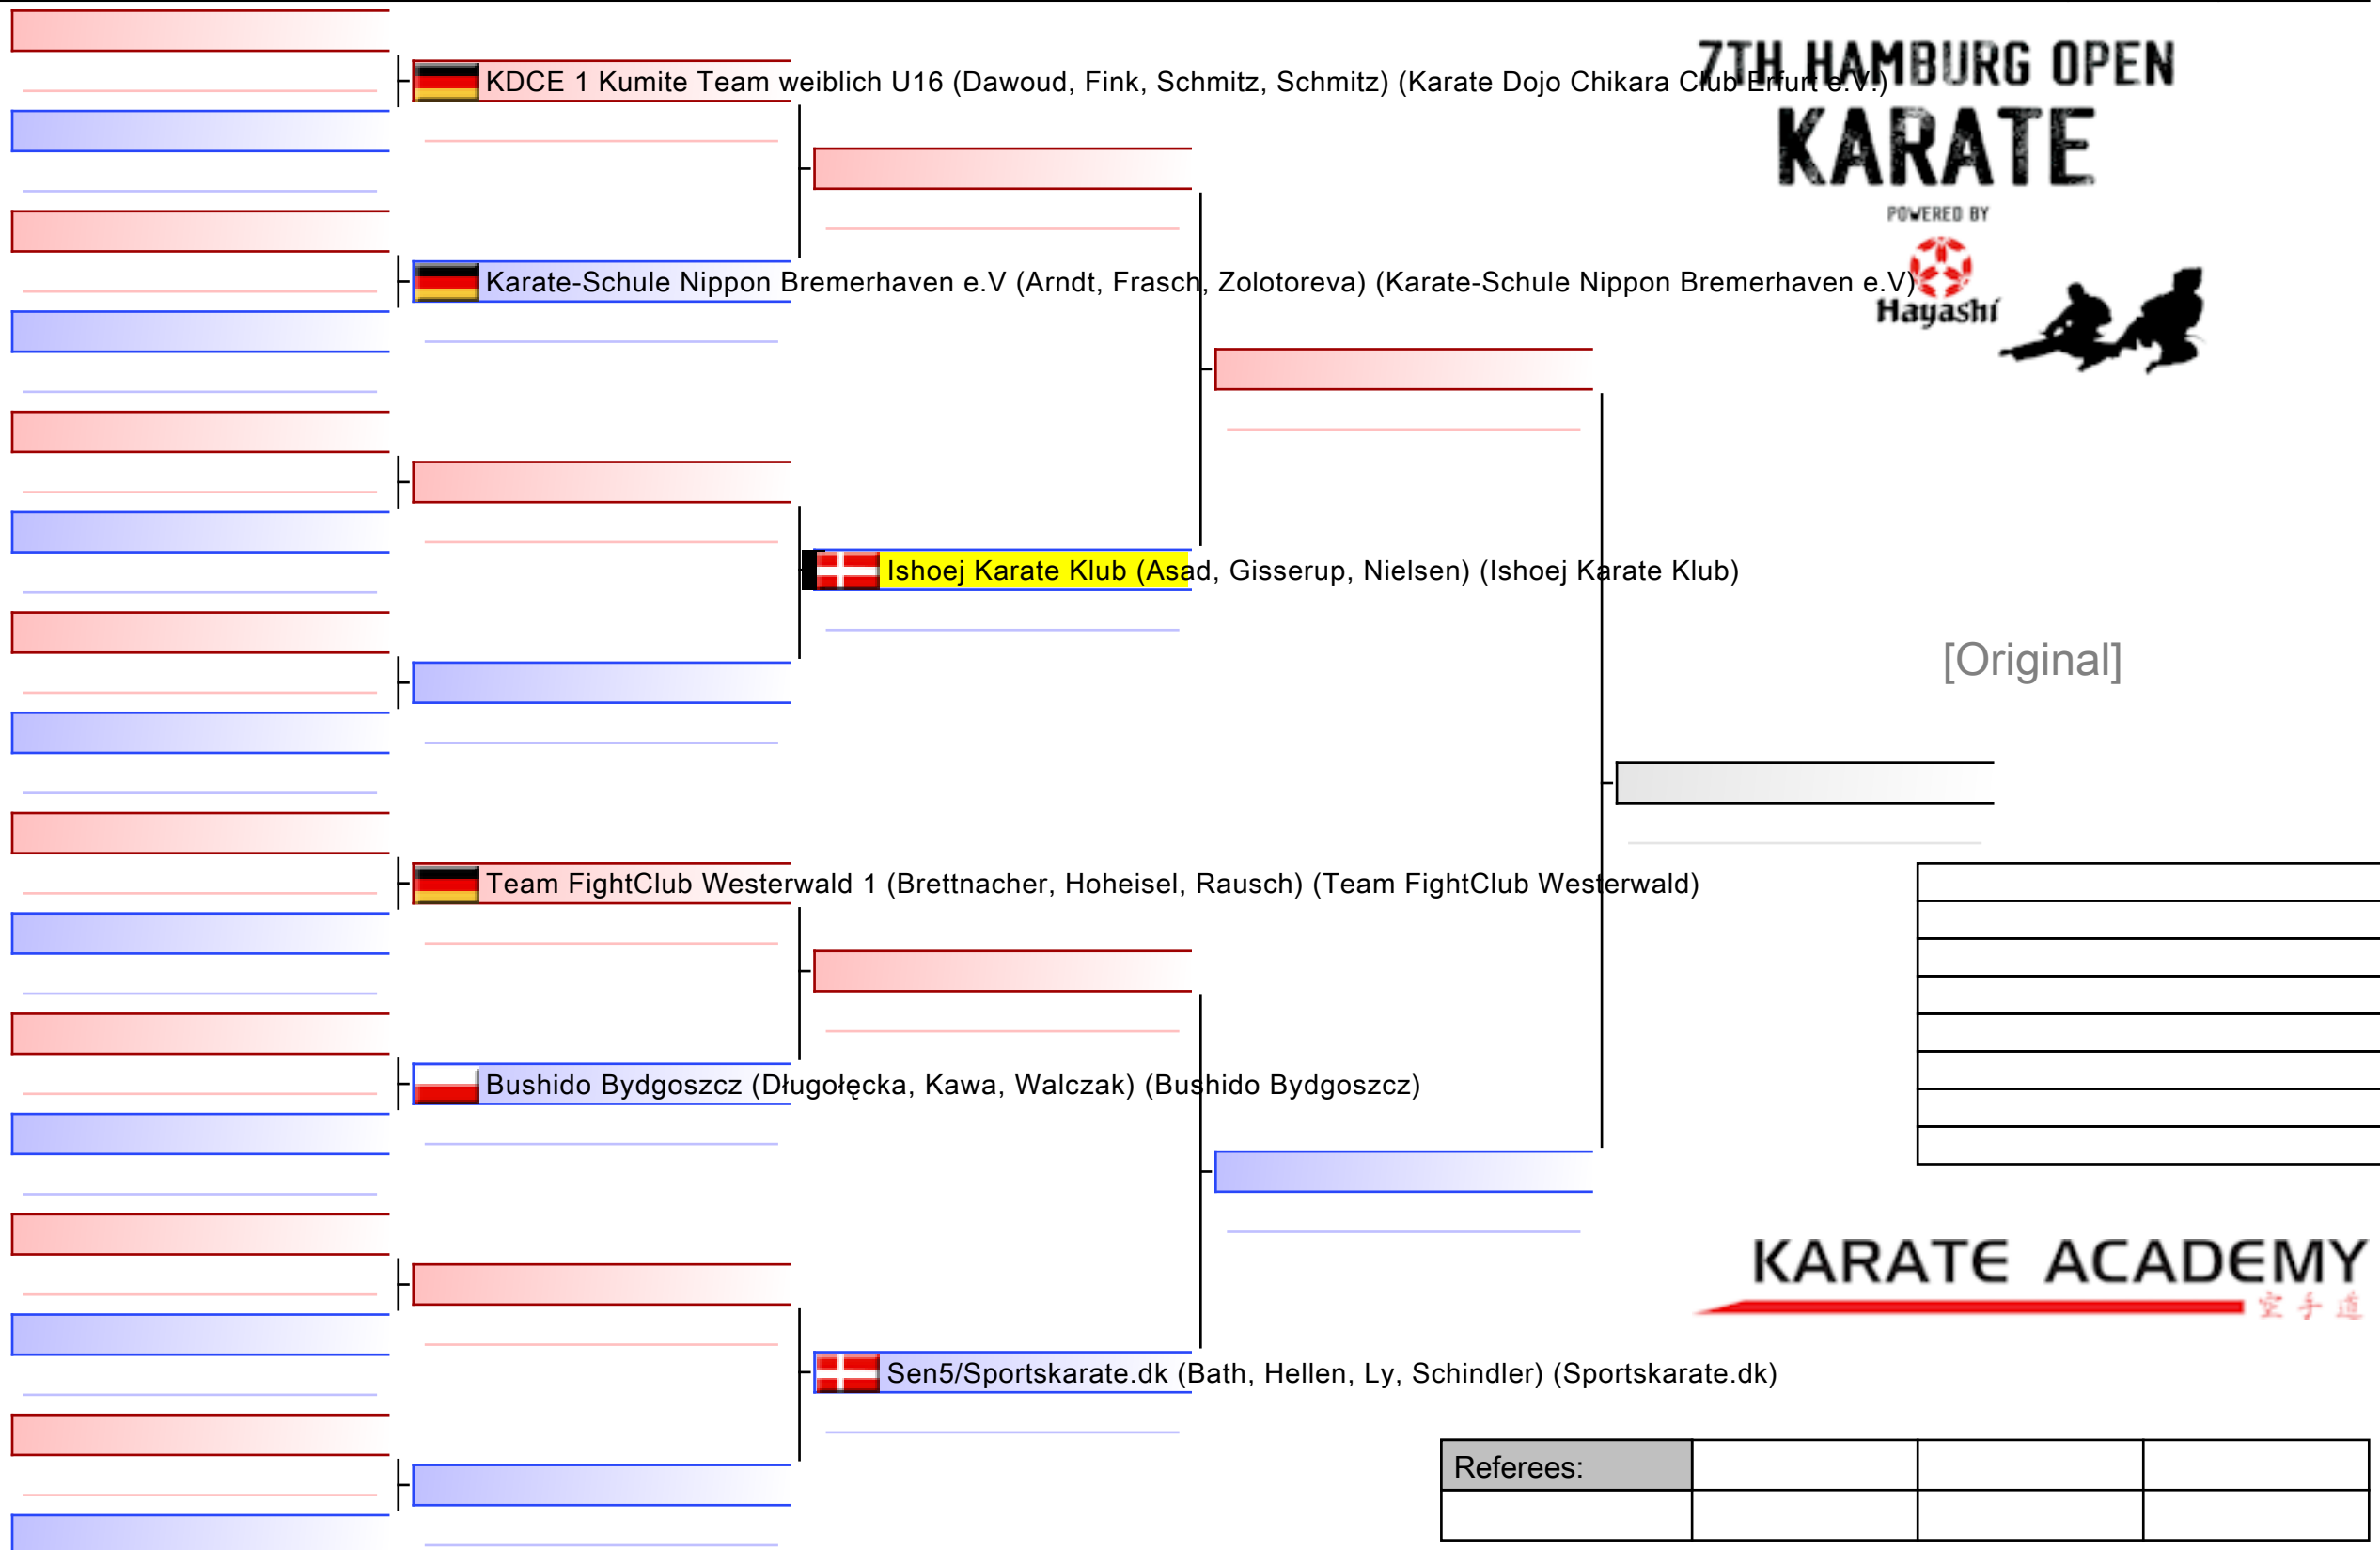 7TH HAMBURG OPEN
KDCE 1 Kumite Team weiblich U16 (Dawoud, Fink, Schmitz, Schmitz) (Karate Dojo Chikara Club Erfurt e.V.)
KARATE
POWERED BY
Karate-Schule Nippon Bremerhaven e.V (Arndt, Frasch, Zolotoreva) (Karate-Schule Nippon Bremerhaven e.V)
Hayashi
Ishoej Karate Klub (Asad, Gisserup, Nielsen) (Ishoej Karate Klub)
[Original]
Team FightClub Westerwald 1 (Brettnacher, Hoheisel, Rausch) (Team FightClub Westerwald)
Bushido Bydgoszcz (Długołęcka, Kawa, Walczak) (Bushido Bydgoszcz)
KARATE ACADEMY
空手道
Sen5/Sportskarate.dk (Bath, Hellen, Ly, Schindler) (Sportskarate.dk)
Referees: